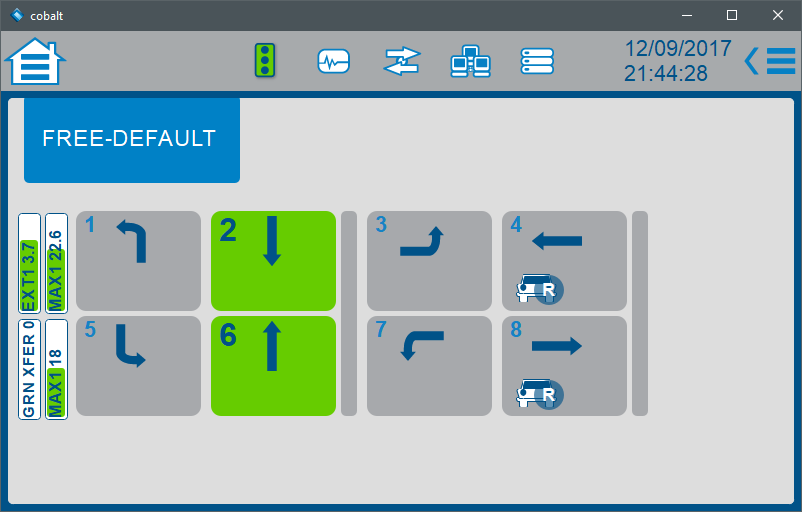 cobalt
12/09/2017
21:44:28
FREE-DEFAULT
EXT1 3.7
MAX1 22.6
1
2
3
4
R
GRN XFER 0
MAX1 18
5
6
7
8
R